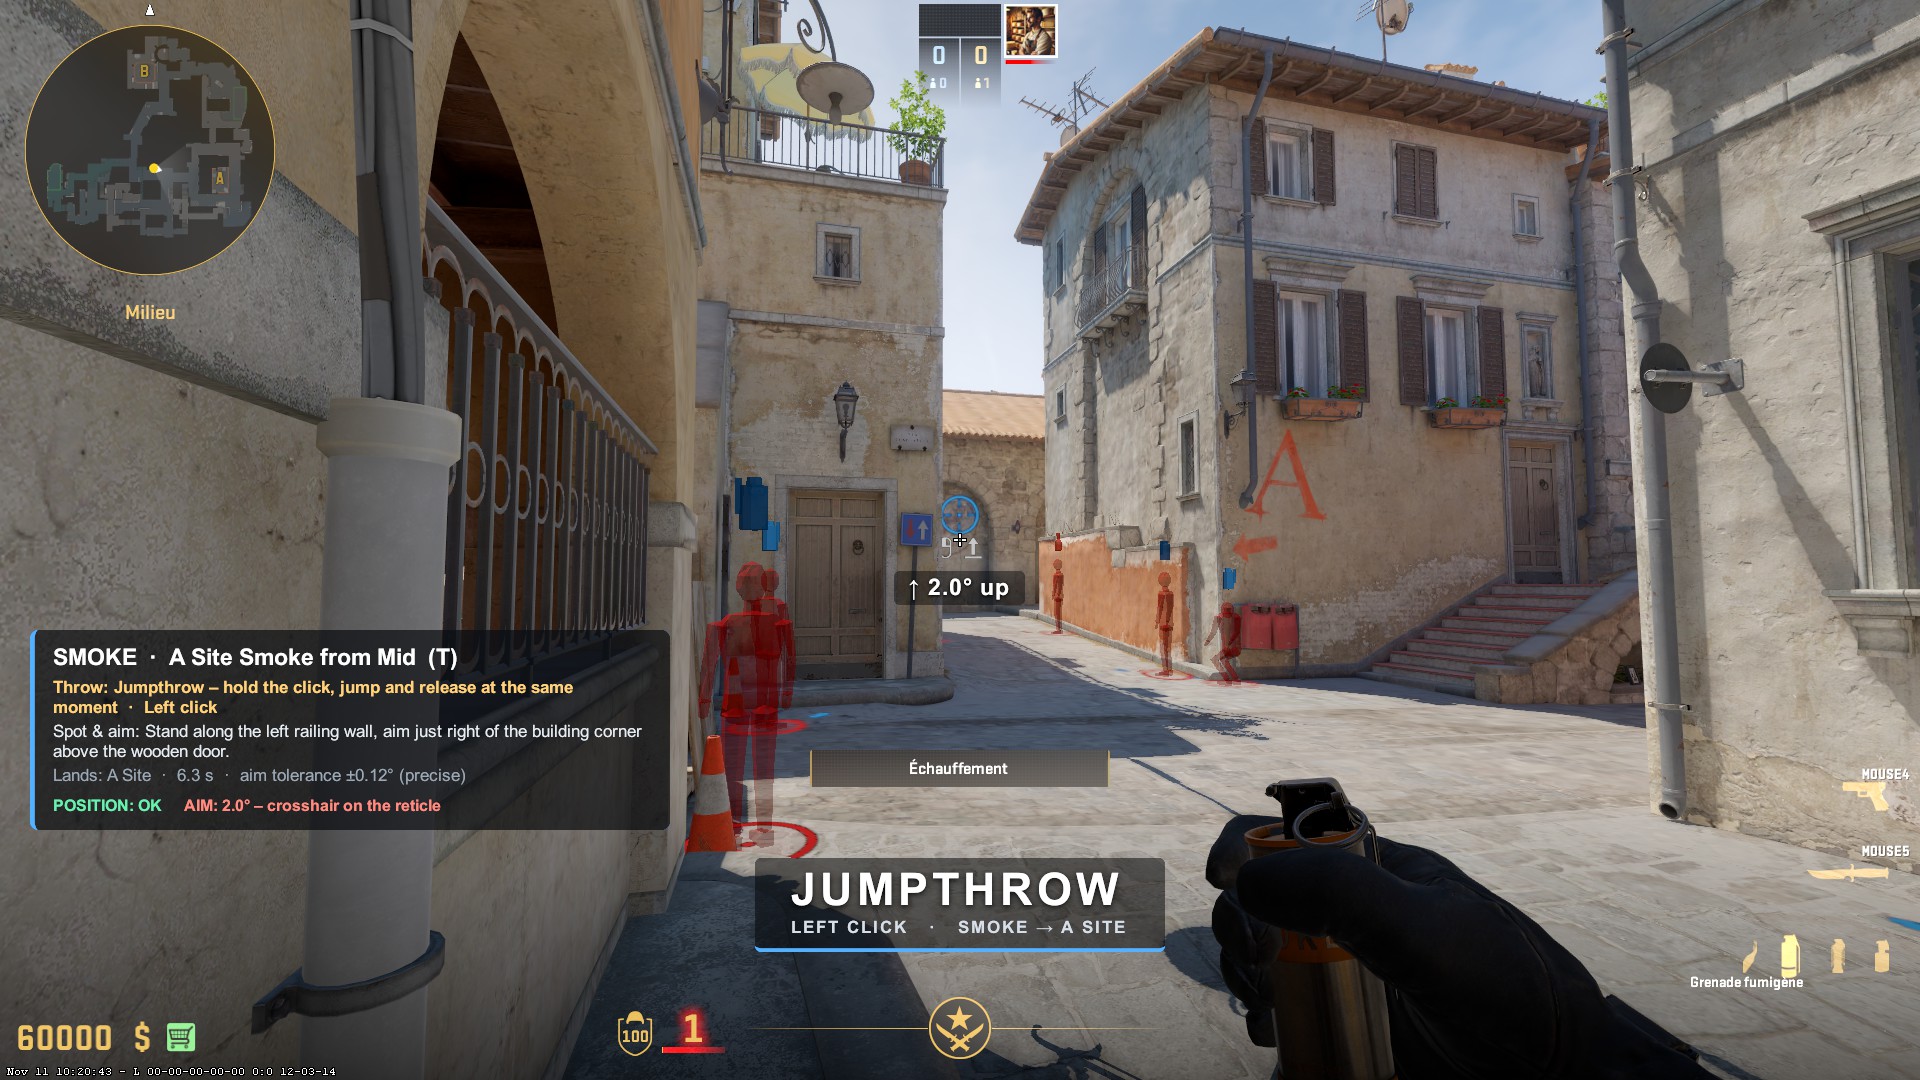 B
A
Milieu
0 0
0 1
A
↑ 2.0° up
SMOKE · A Site Smoke from Mid (T)
Throw: Jumpthrow – hold the click, jump and release at the same
moment · Left click
Spot & aim: Stand along the left railing wall, aim just right of the building corner
above the wooden door.
Lands: A Site · 6.3 s · aim tolerance ±0.12° (precise)
POSITION: OK AIM: 2.0° – crosshair on the reticle
Échauffement
JUMPTHROW
LEFT CLICK · SMOKE → A SITE
MOUSE4
MOUSE5
Grenade fumigène
60000 $
100
1
Nov 11 10:20:43 - L 00-00-00-00-00 0:0 12-03-14